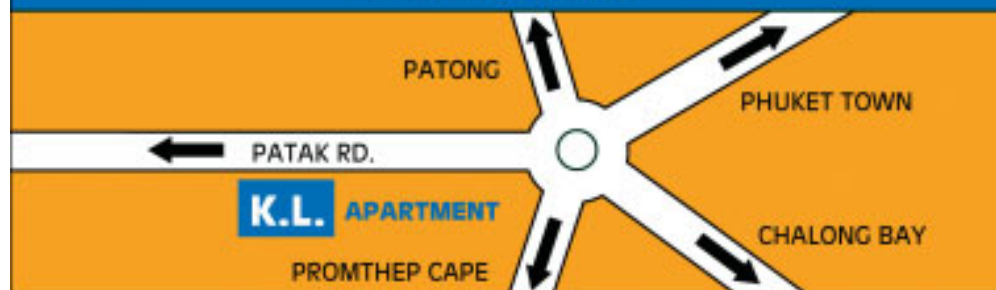 PATONG
PHUKET TOWN
PATAK RD.
K.L. APARTMENT
CHALONG BAY
PROMTHEP CAPE